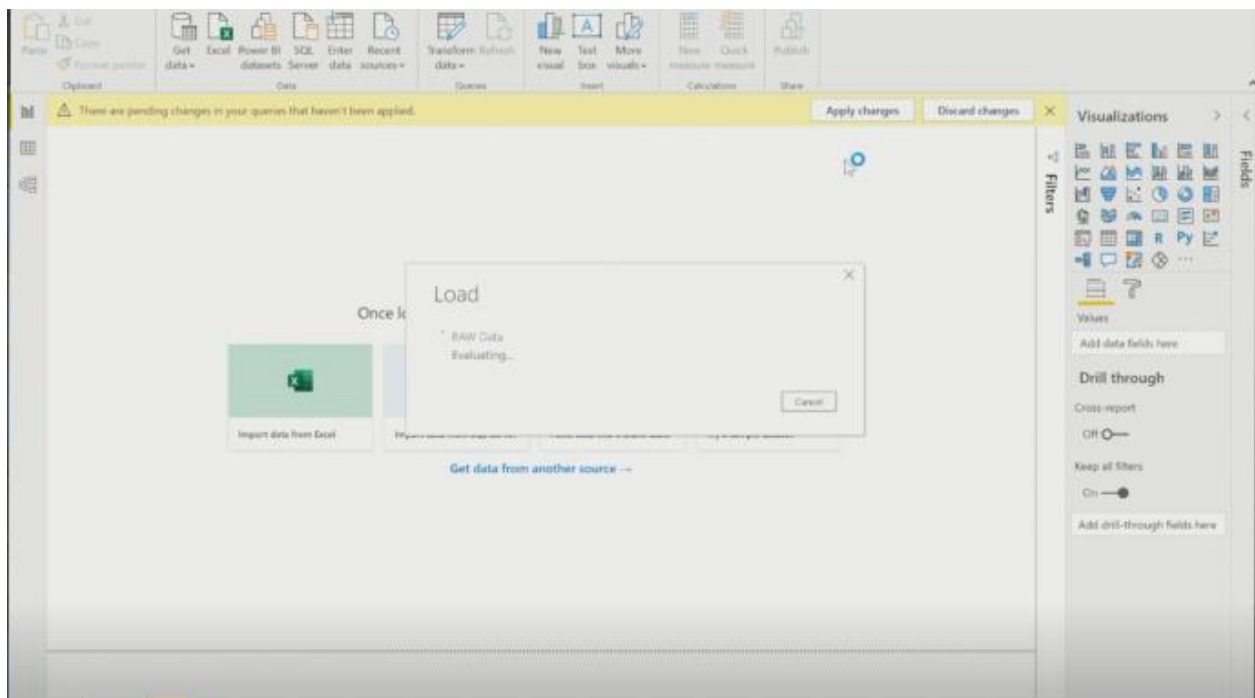 Cut
Paste
Copy
Format painter
Clipboard
Get data
Excel
Power BI datasets
SQL Server
Enter data
Recent sources
Data
Transform data
Refresh
Queries
New visual
Text box
More visuals
Insert
New measure
Quick measure
Calculations
Publish
Share
There are pending changes in your queries that haven't been applied.
Apply changes
Discard changes
Filters
Visualizations
Fields
R Py
Load
RAW Data
Evaluating...
Cancel
Import data from Excel
Get data from another source →
Values
Add data fields here
Drill through
Cross-report
Off
Keep all filters
On
Add drill-through fields here